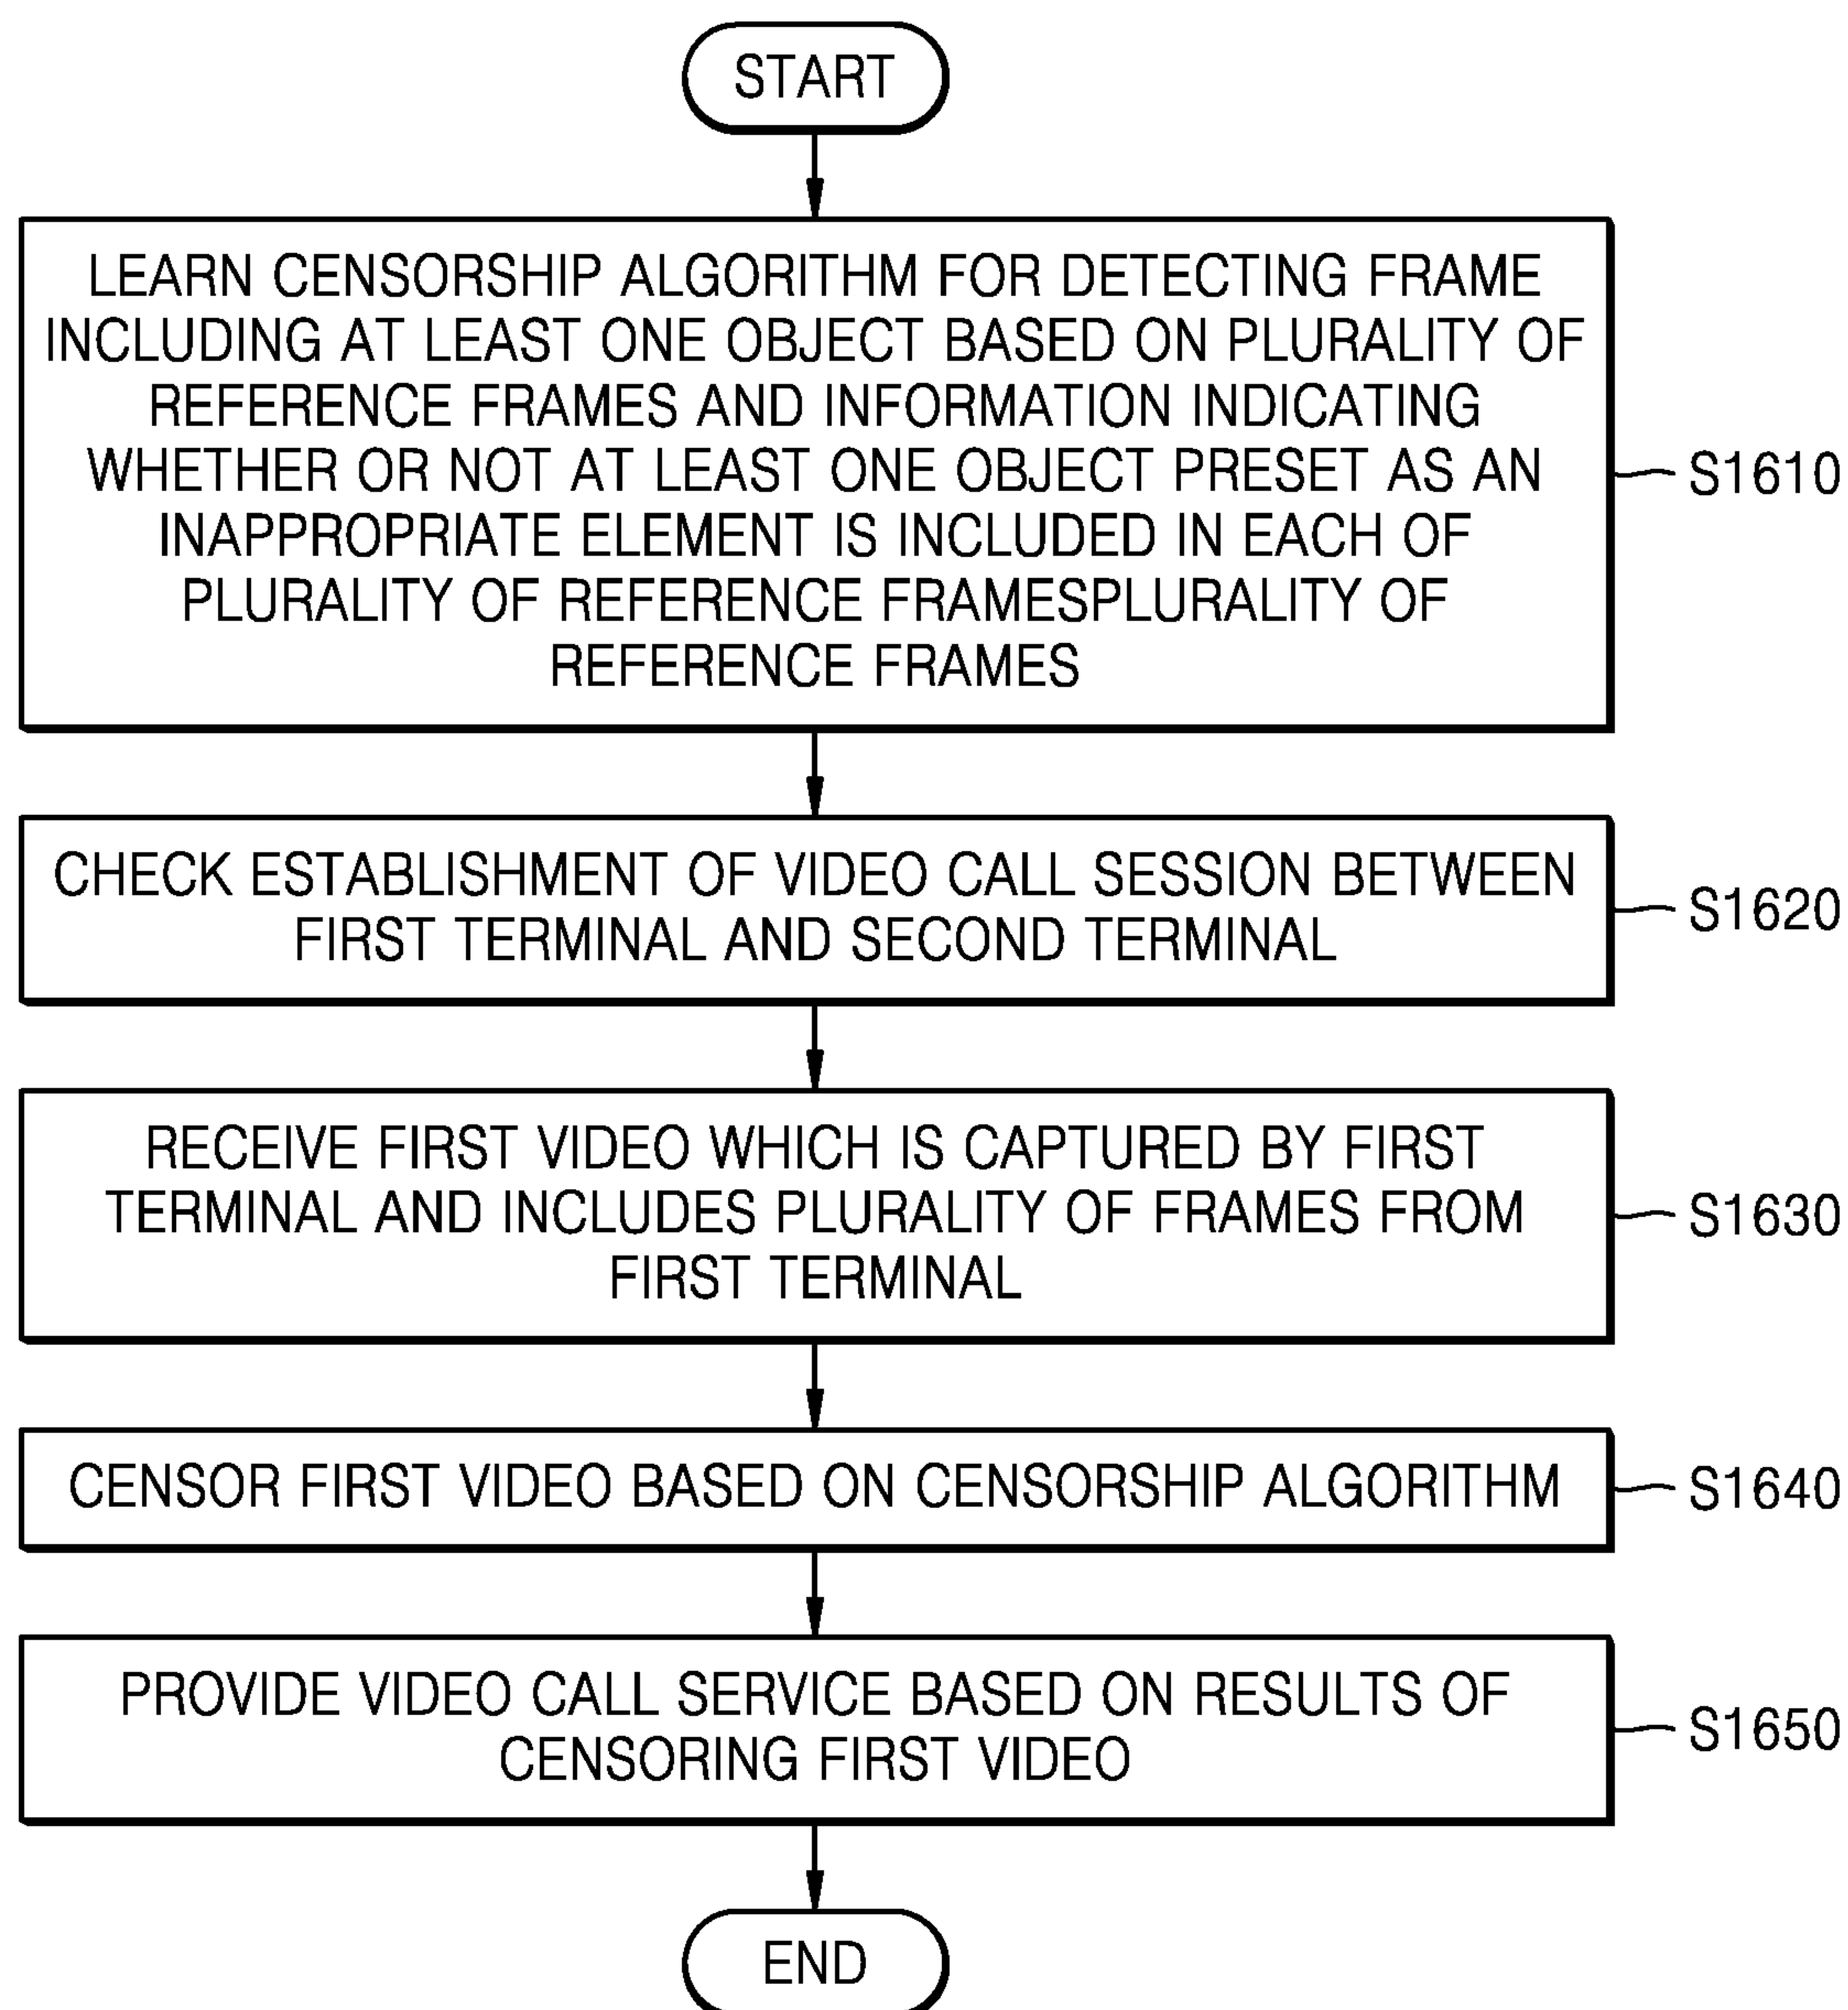 START
LEARN CENSORSHIP ALGORITHM FOR DETECTING FRAME
INCLUDING AT LEAST ONE OBJECT BASED ON PLURALITY OF
REFERENCE FRAMES AND INFORMATION INDICATING
WHETHER OR NOT AT LEAST ONE OBJECT PRESET AS AN
INAPPROPRIATE ELEMENT IS INCLUDED IN EACH OF
PLURALITY OF REFERENCE FRAMESPLURALITY OF
REFERENCE FRAMES
S1610
CHECK ESTABLISHMENT OF VIDEO CALL SESSION BETWEEN
FIRST TERMINAL AND SECOND TERMINAL
S1620
RECEIVE FIRST VIDEO WHICH IS CAPTURED BY FIRST
TERMINAL AND INCLUDES PLURALITY OF FRAMES FROM
FIRST TERMINAL
S1630
CENSOR FIRST VIDEO BASED ON CENSORSHIP ALGORITHM
S1640
PROVIDE VIDEO CALL SERVICE BASED ON RESULTS OF
CENSORING FIRST VIDEO
S1650
END